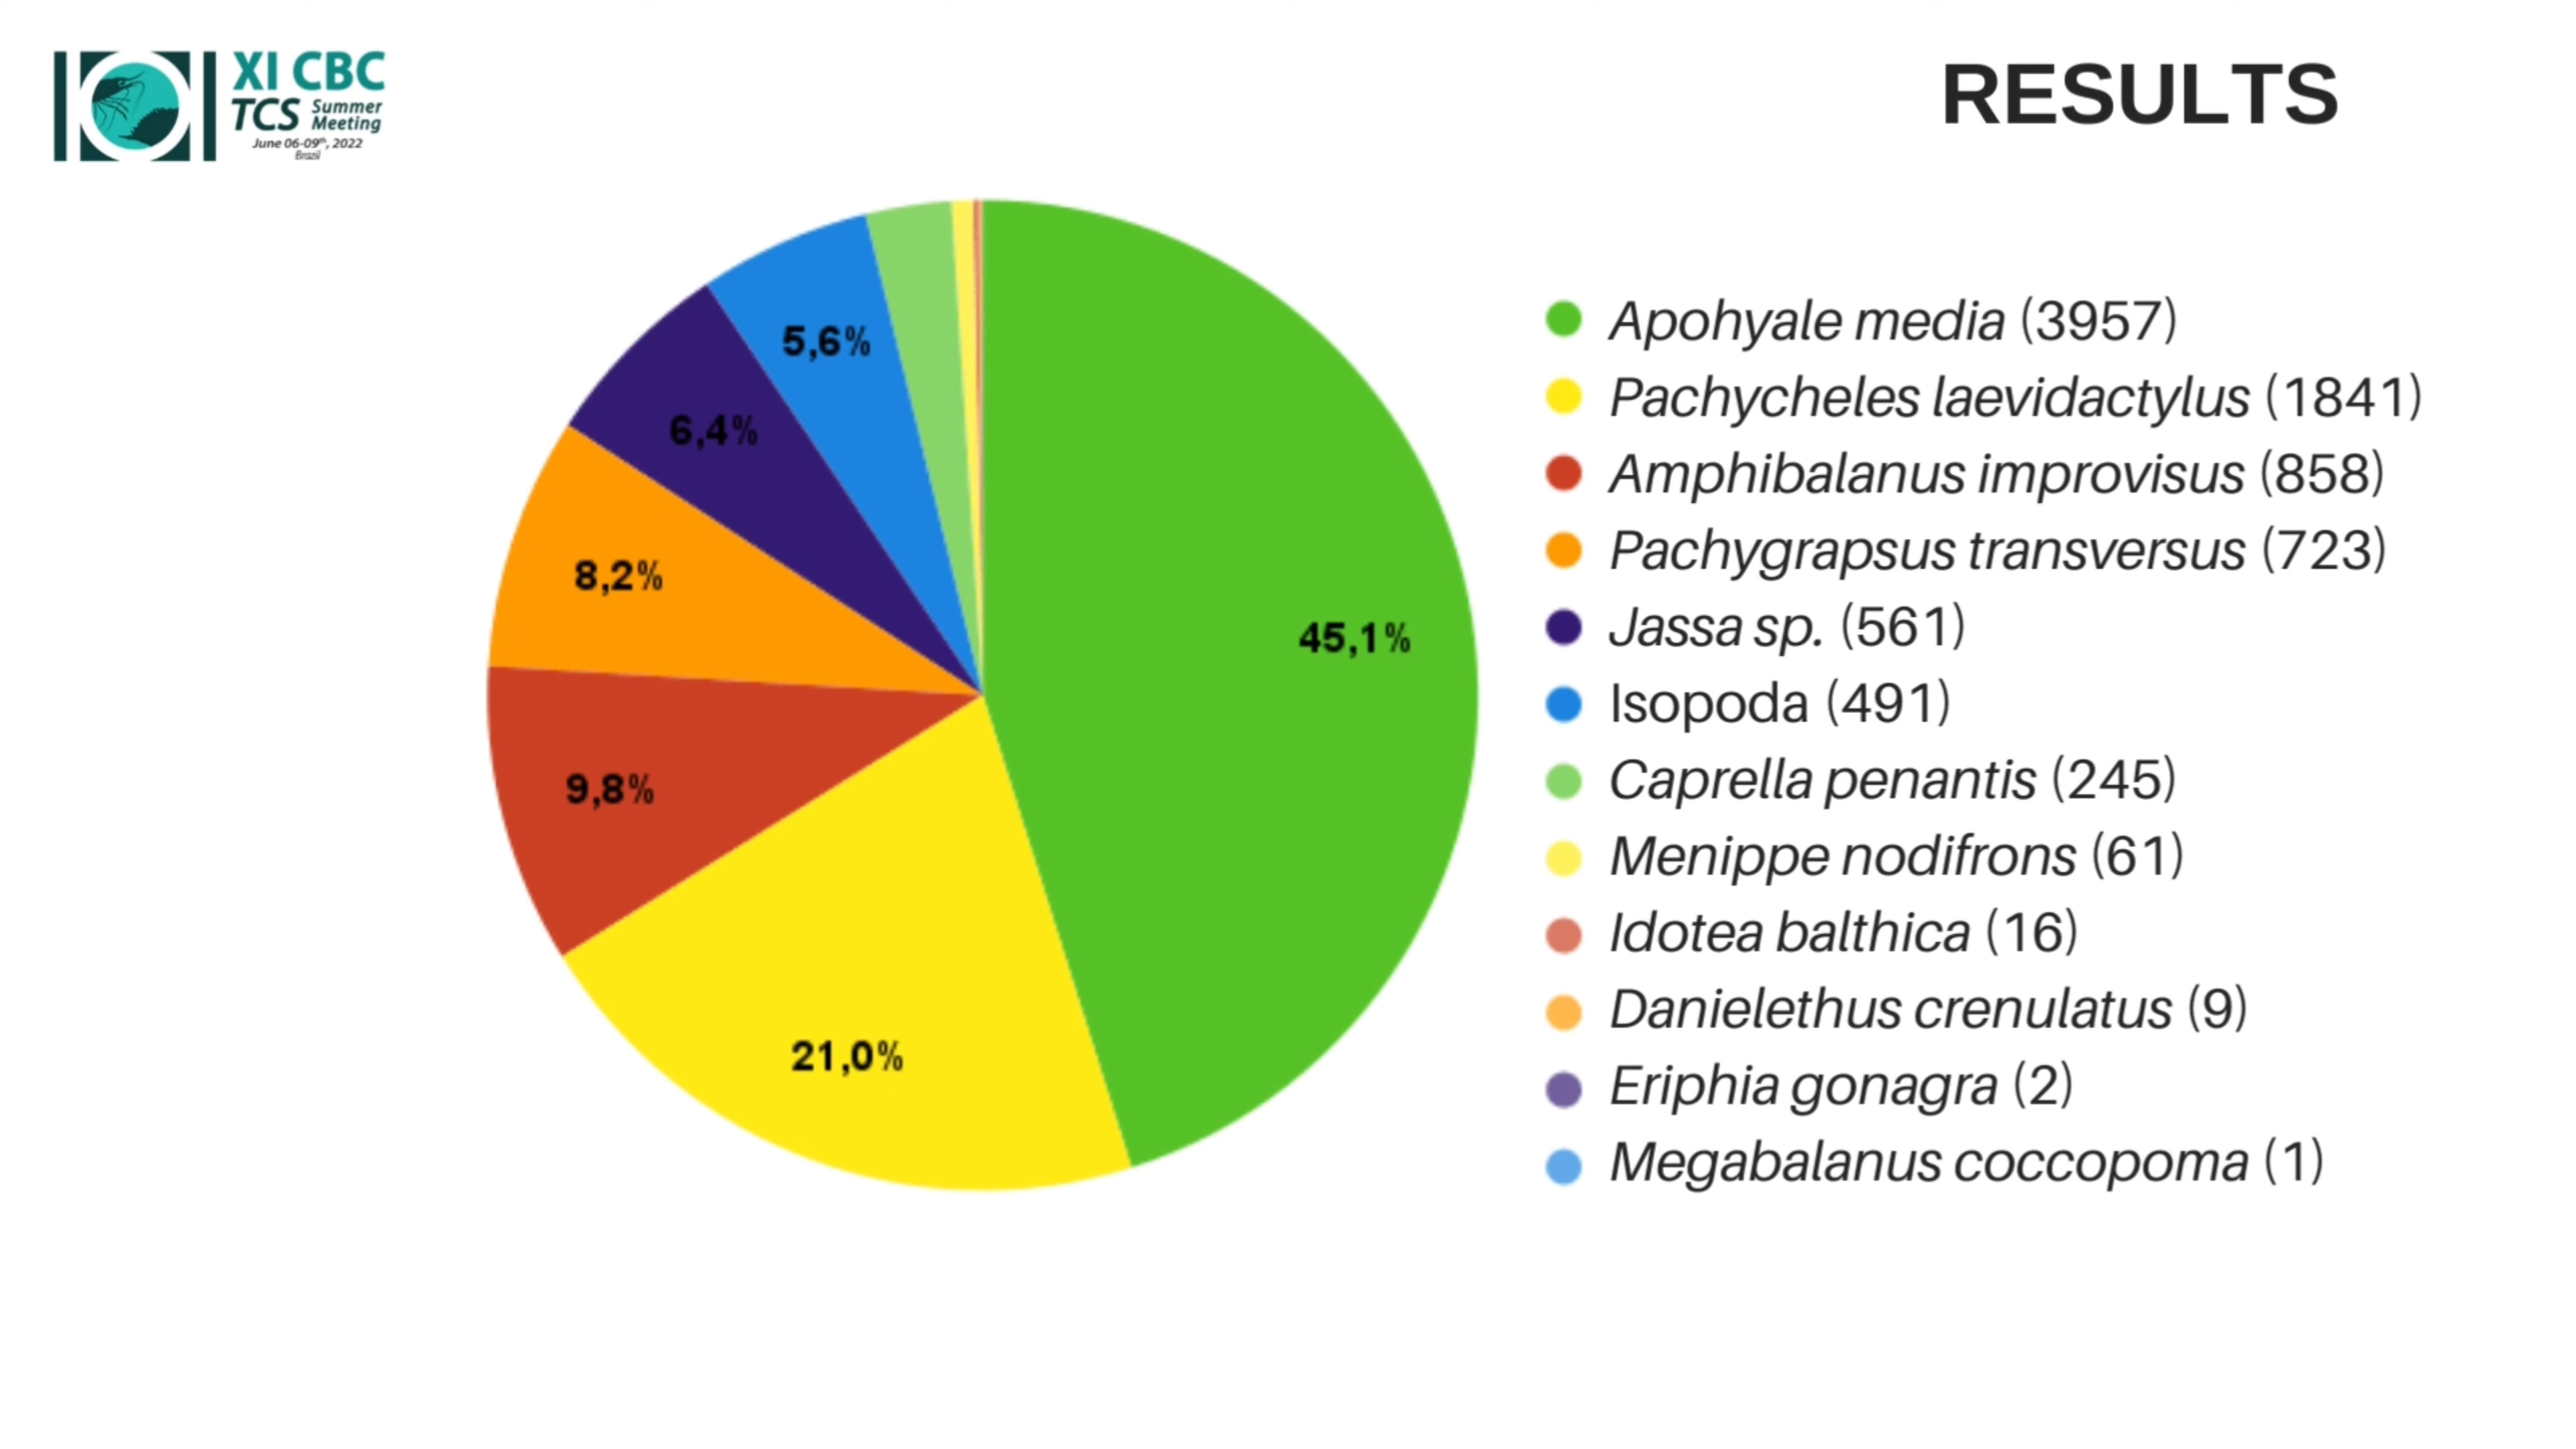 XI CBC
TCS Summer Meeting
June 06-09th, 2022
Brazil
RESULTS
5,6%
6,4%
8,2%
45,1%
9,8%
21,0%
Apohyale media (3957)
Pachycheles laevidactylus (1841)
Amphibalanus improvisus (858)
Pachygrapsus transversus (723)
Jassa sp. (561)
Isopoda (491)
Caprella penantis (245)
Menippe nodifrons (61)
Idotea balthica (16)
Danielethus crenulatus (9)
Eriphia gonagra (2)
Megabalanus coccopoma (1)